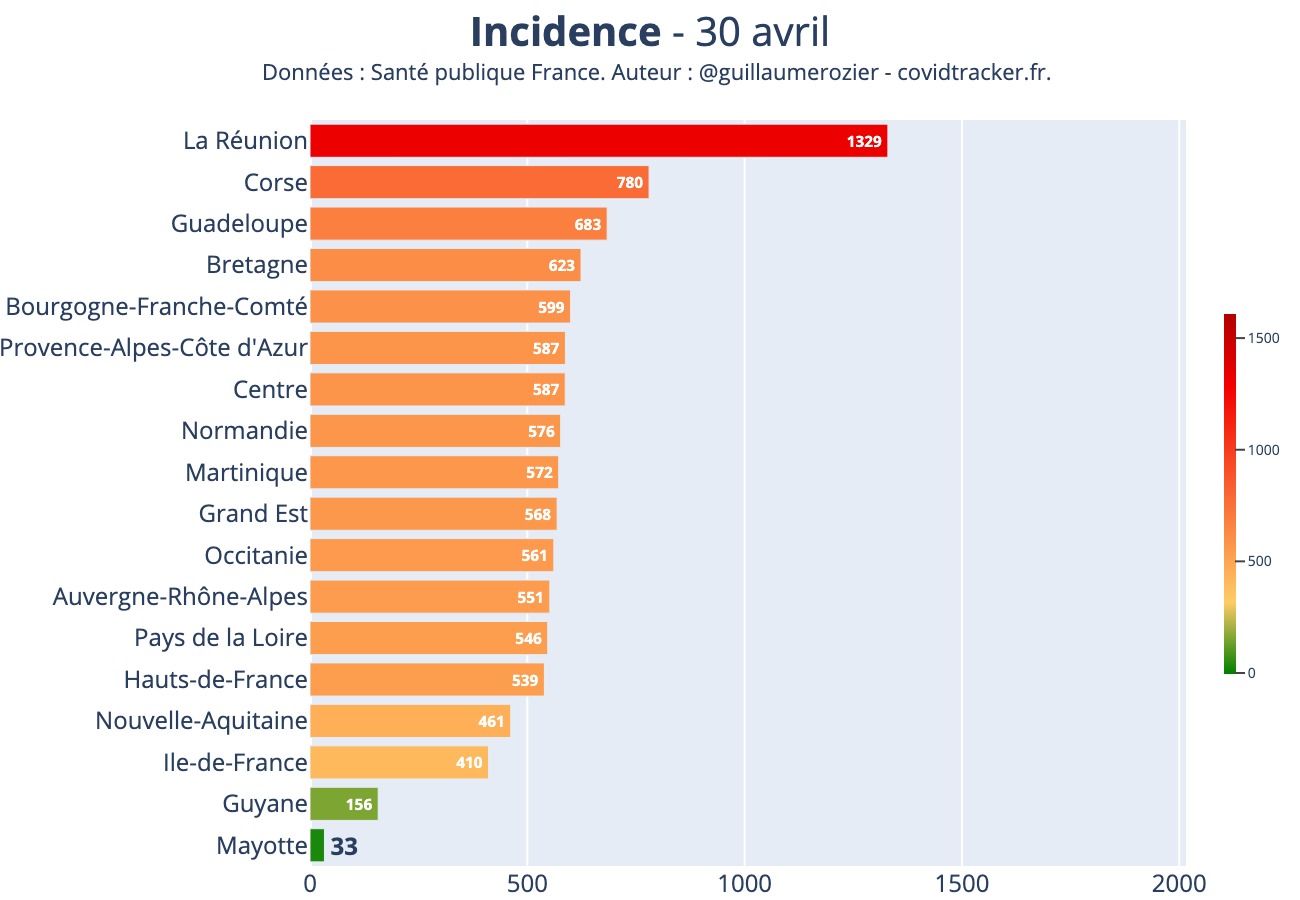 Incidence - 30 avril
Données : Santé publique France. Auteur : @guillaumerozier - covidtracker.fr.
La Réunion 1329
Corse 780
Guadeloupe 683
Bretagne 623
Bourgogne-Franche-Comté 599
Provence-Alpes-Côte d'Azur 587
Centre 587
Normandie 576
Martinique 572
Grand Est 568
Occitanie 561
Auvergne-Rhône-Alpes 551
Pays de la Loire 546
Hauts-de-France 539
Nouvelle-Aquitaine 461
Ile-de-France 410
Guyane 156
Mayotte 33
0 500 1000 1500 2000
1500
1000
500
0